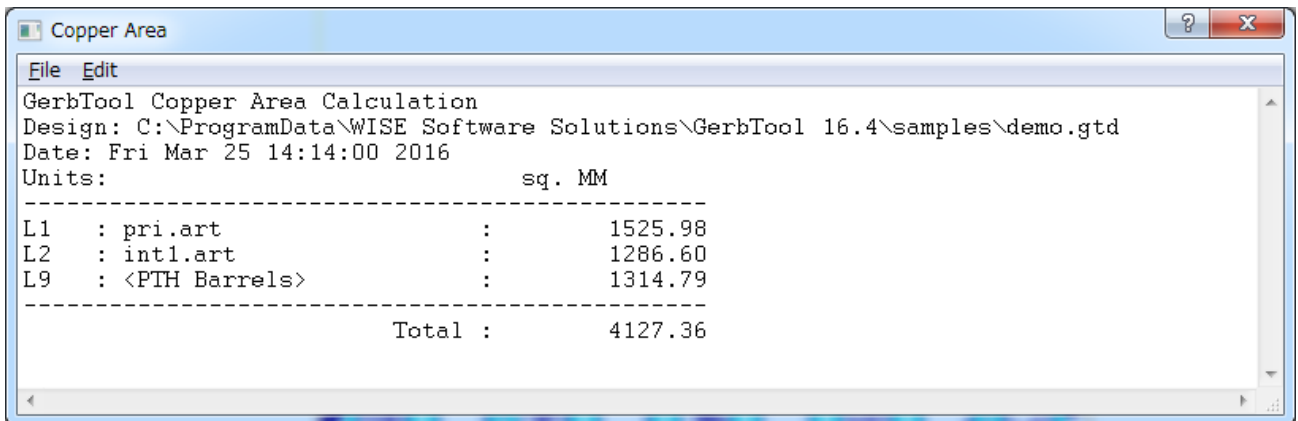 Copper Area
File Edit
GerbTool Copper Area Calculation
Design: C:\ProgramData\WISE Software Solutions\GerbTool 16.4\samples\demo.gtd
Date: Fri Mar 25 14:14:00 2016
Units: sq. MM
-----------------------------------------------
L1 : pri.art : 1525.98
L2 : int1.art : 1286.60
L9 : <PTH Barrels> : 1314.79
-----------------------------------------------
Total : 4127.36